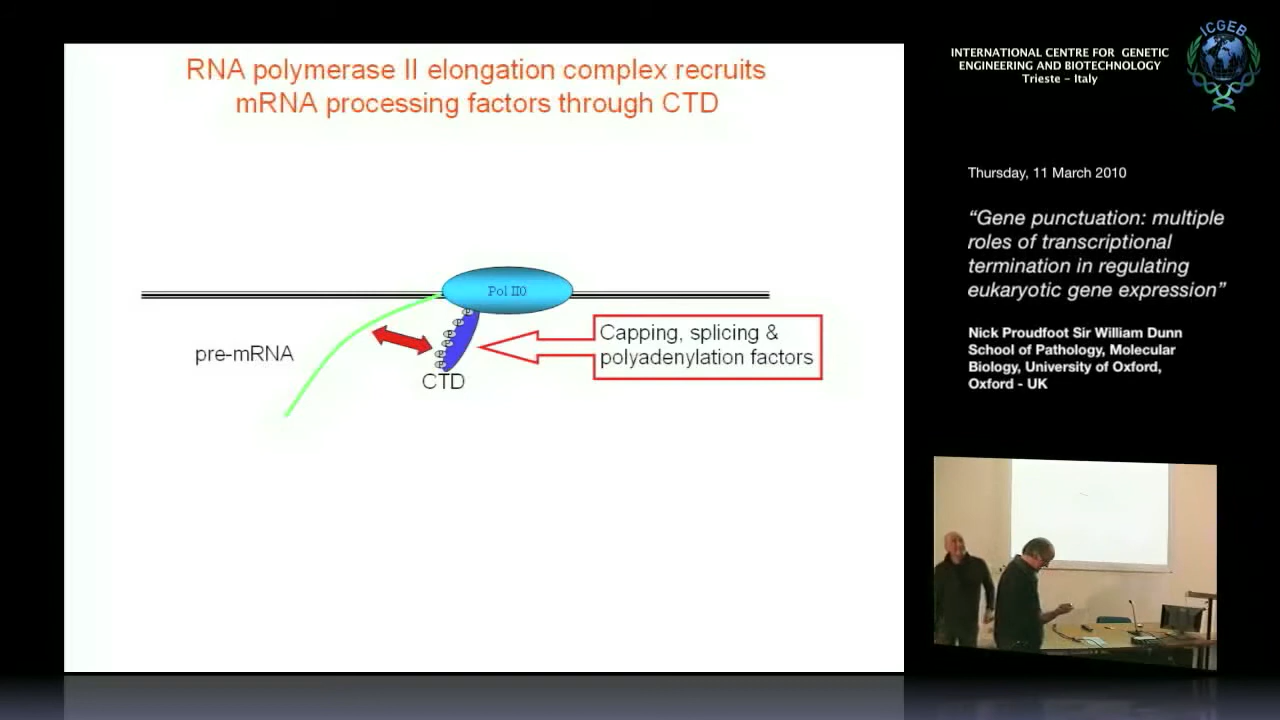 RNA polymerase II elongation complex recruits
mRNA processing factors through CTD
Pol II0
pre-mRNA
P
P
P
P
P
P
CTD
Capping, splicing &
polyadenylation factors
INTERNATIONAL CENTRE FOR GENETIC
ENGINEERING AND BIOTECHNOLOGY
Trieste - Italy
ICGEB
Thursday, 11 March 2010
“Gene punctuation: multiple
roles of transcriptional
termination in regulating
eukaryotic gene expression”
Nick Proudfoot Sir William Dunn
School of Pathology, Molecular
Biology, University of Oxford,
Oxford - UK